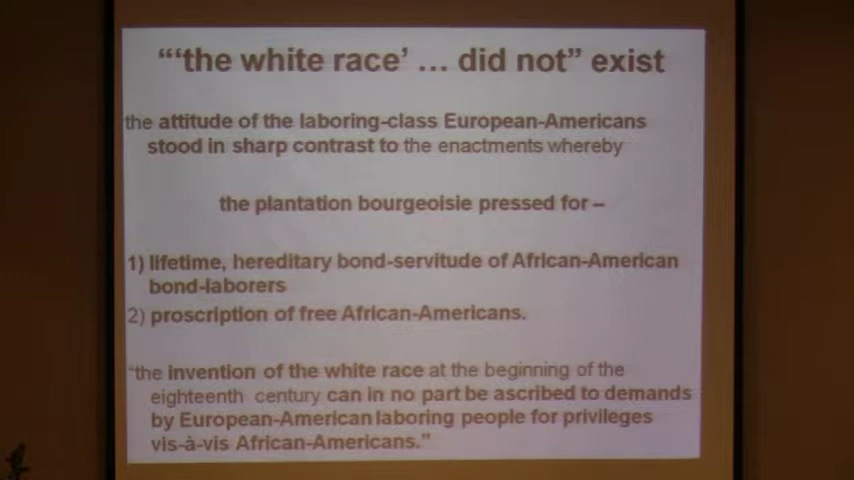 “‘the white race’ … did not” exist
the attitude of the laboring-class European-Americans
stood in sharp contrast to the enactments whereby
the plantation bourgeoisie pressed for –
1) lifetime, hereditary bond-servitude of African-American
bond-laborers
2) proscription of free African-Americans.
“the invention of the white race at the beginning of the
eighteenth century can in no part be ascribed to demands
by European-American laboring people for privileges
vis-à-vis African-Americans.”